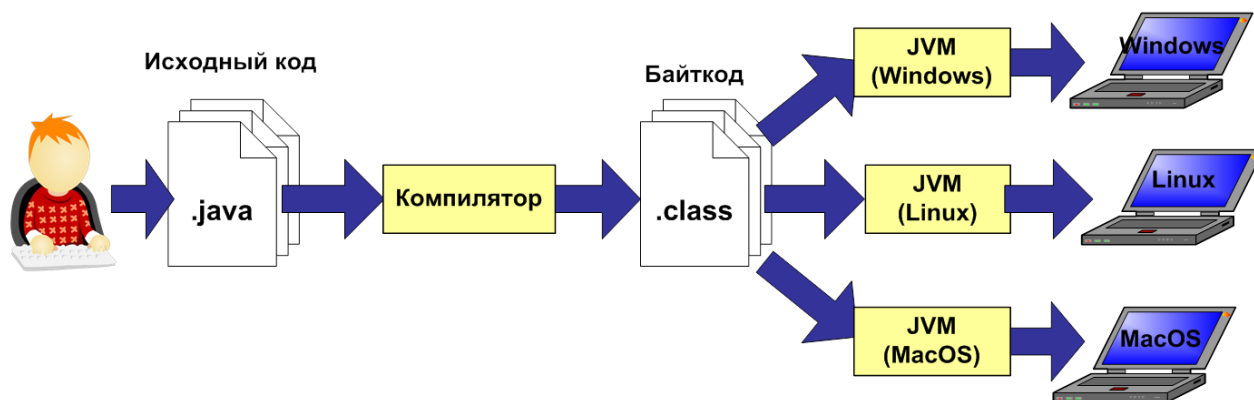 Исходный код
.java
Компилятор
Байткод
.class
JVM
(Windows)
Windows
JVM
(Linux)
Linux
JVM
(MacOS)
MacOS